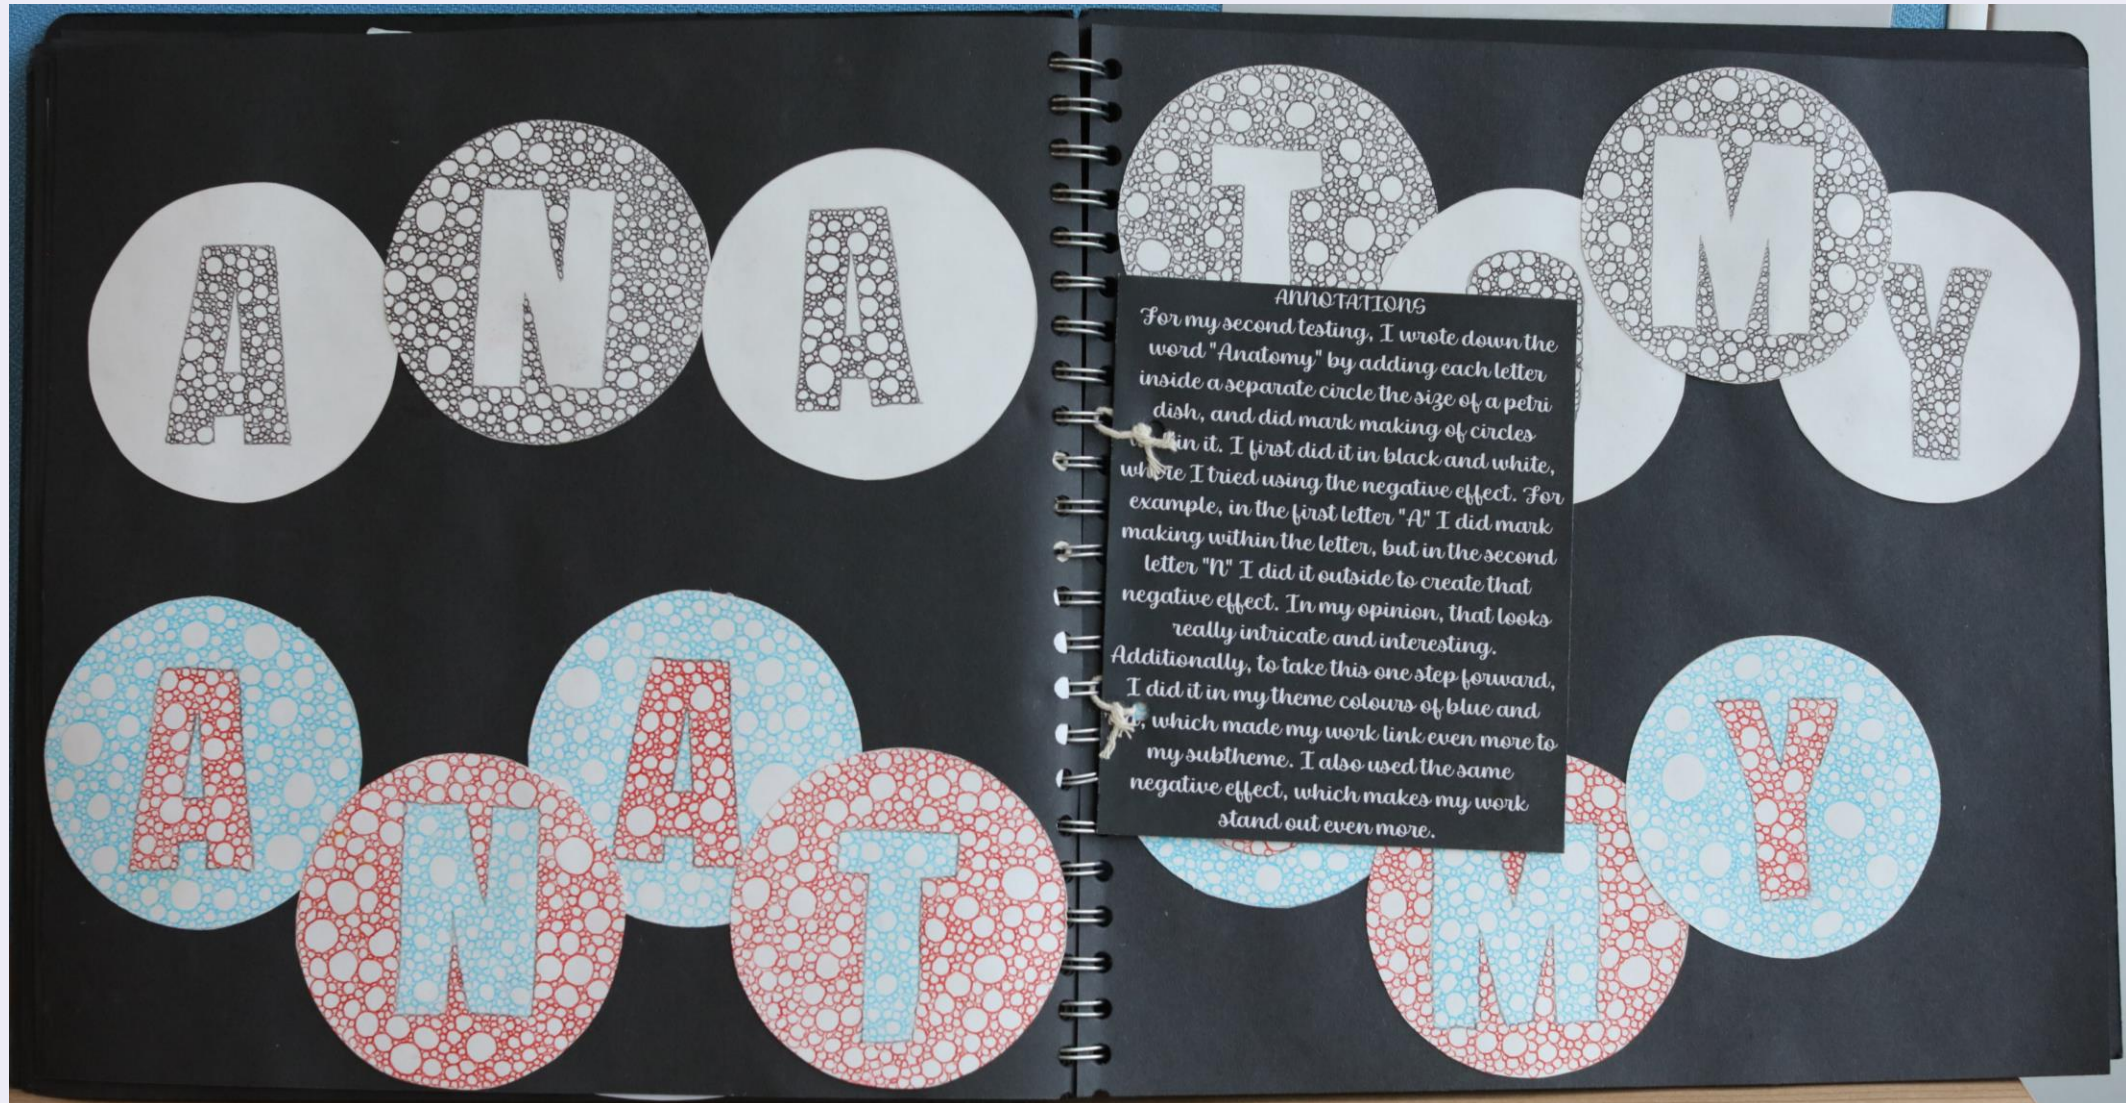 A N A T O M Y
ANNOTATIONS
For my second testing, I wrote down the
word "Anatomy" by adding each letter
inside a separate circle the size of a petri
dish, and did mark making of circles
in it. I first did it in black and white,
where I tried using the negative effect. For
example, in the first letter "A" I did mark
making within the letter, but in the second
letter "N" I did it outside to create that
negative effect. In my opinion, that looks
really intricate and interesting.
Additionally, to take this one step forward,
I did it in my theme colours of blue and
, which made my work link even more to
my subtheme. I also used the same
negative effect, which makes my work
stand out even more.
A N A T M Y